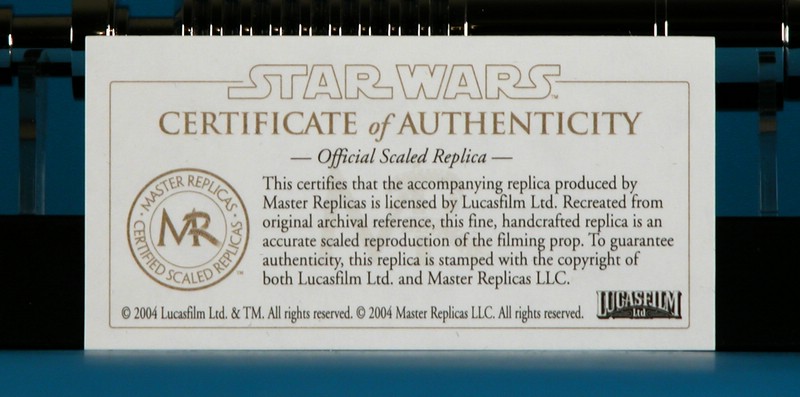 STAR WARS™
CERTIFICATE of AUTHENTICITY
— Official Scaled Replica —
· MASTER REPLICAS ·
CERTIFIED SCALED REPLICAS
MR
™
This certifies that the accompanying replica produced by
Master Replicas is licensed by Lucasfilm Ltd. Recreated from
original archival reference, this fine, handcrafted replica is an
accurate scaled reproduction of the filming prop. To guarantee
authenticity, this replica is stamped with the copyright of
both Lucasfilm Ltd. and Master Replicas LLC.
© 2004 Lucasfilm Ltd. & TM. All rights reserved. © 2004 Master Replicas LLC. All rights reserved.
LUCASFILM
Ltd